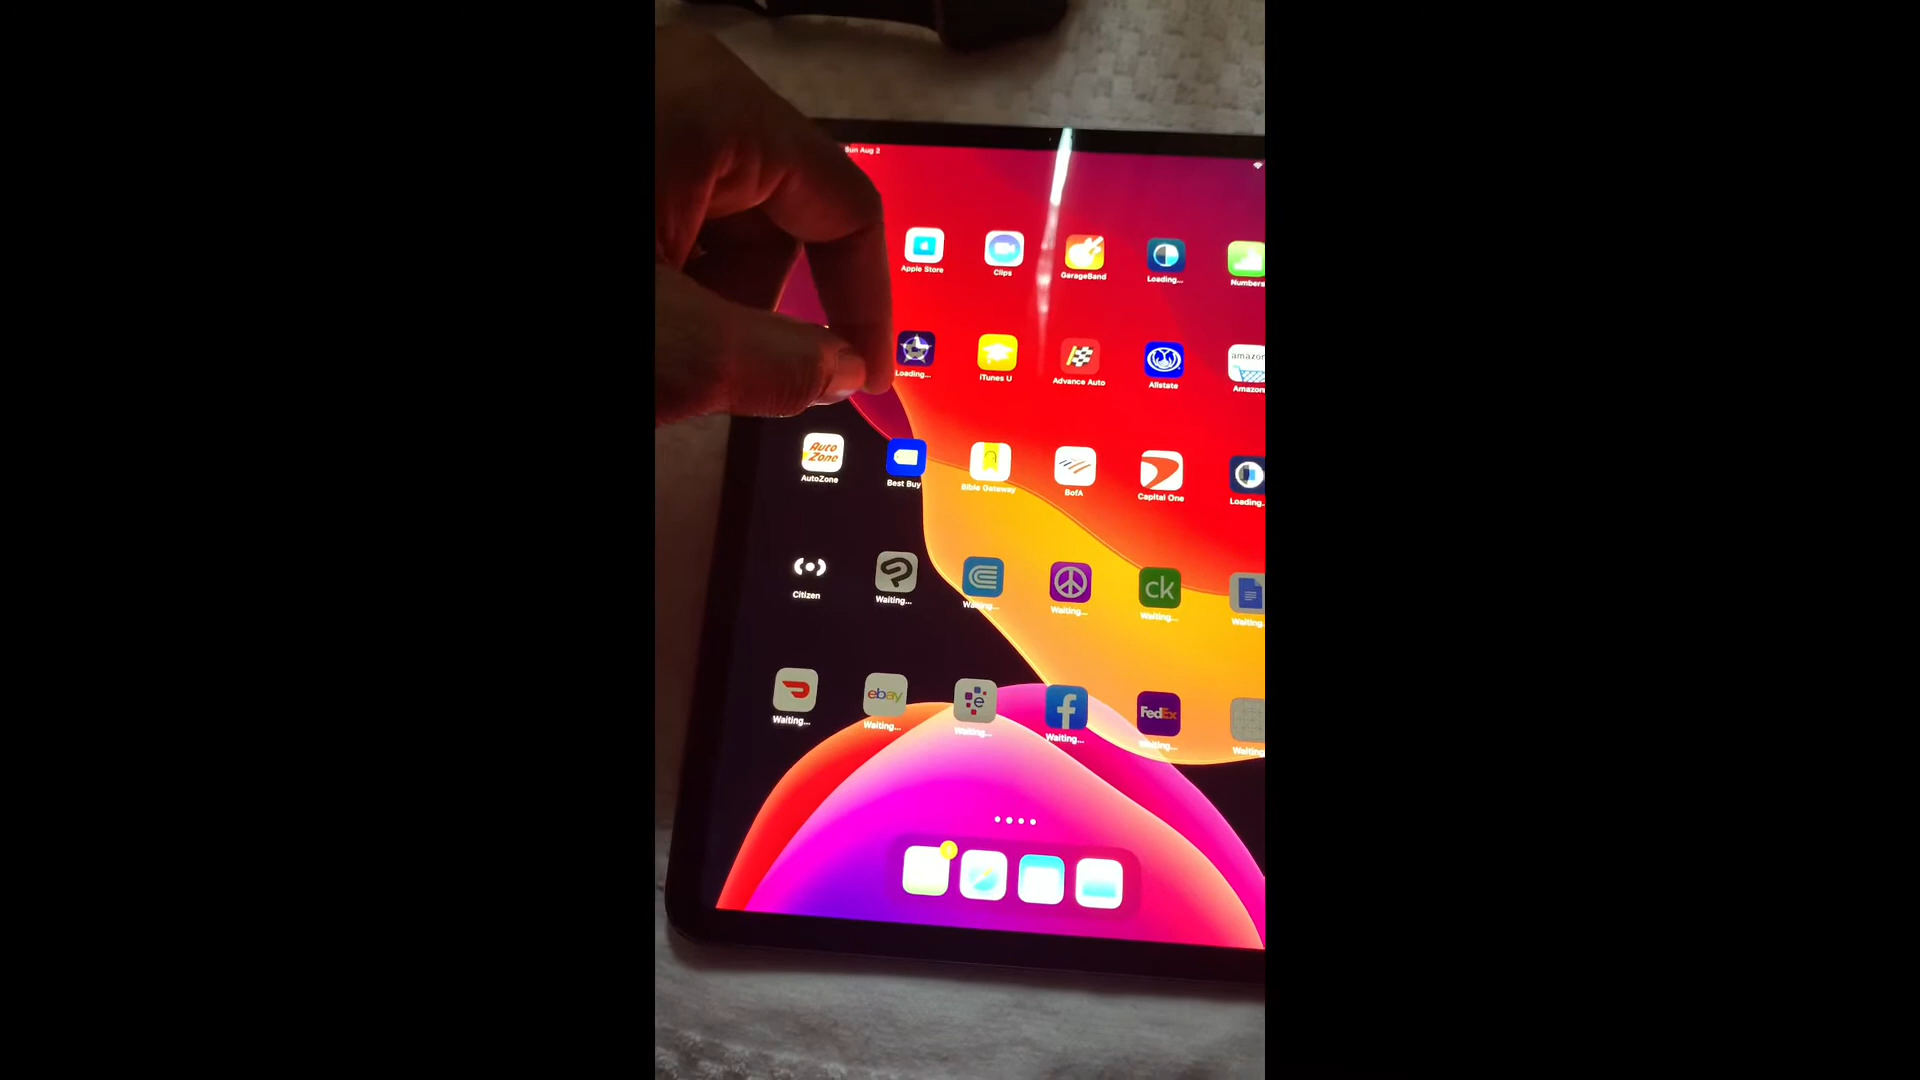 Sun Aug 2
Apple Store
Clips
GarageBand
Loading...
Numbers
Loading...
iTunes U
Advance Auto
Allstate
amazon
Amazon
Auto
Zone
AutoZone
Best Buy
Bible Gateway
BofA
Capital One
Loading...
Citizen
Waiting...
Waiting...
Waiting...
ck
Waiting...
Waiting
ebay
e
f
FedEx
Waiting...
Waiting...
Waiting...
Waiting...
Waiting...
Waiting